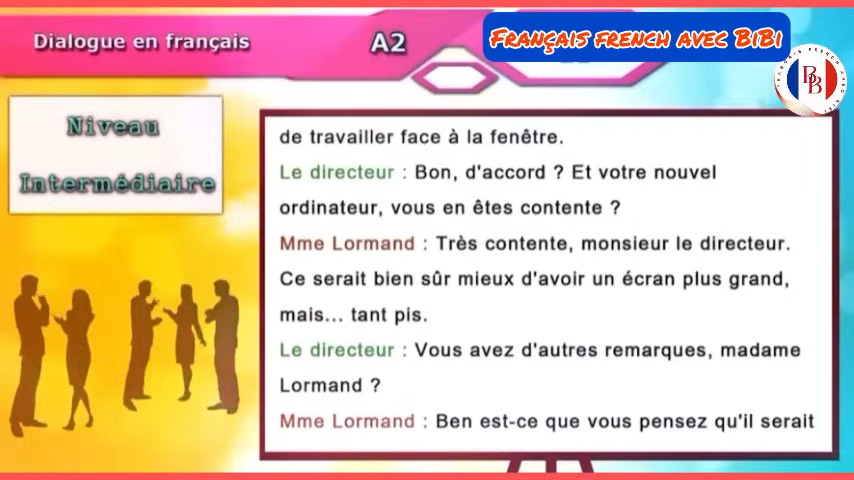 Dialogue en français
A2
Français french avec BiBi
Niveau
Intermédiaire
de travailler face à la fenêtre.
Le directeur : Bon, d'accord ? Et votre nouvel
ordinateur, vous en êtes contente ?
Mme Lormand : Très contente, monsieur le directeur.
Ce serait bien sûr mieux d'avoir un écran plus grand,
mais... tant pis.
Le directeur : Vous avez d'autres remarques, madame
Lormand ?
Mme Lormand : Ben est-ce que vous pensez qu'il serait